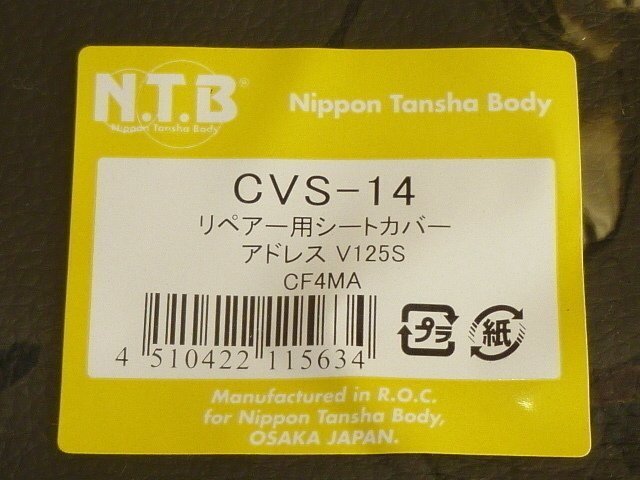 N.T.B®
Nippon Tansha Body
Nippon Tansha Body
CVS-14
リペアー用シートカバー
アドレス V125S
CF4MA
4 510422 115634
プラ
紙
Manufactured in R.O.C.
for Nippon Tansha Body,
OSAKA JAPAN.